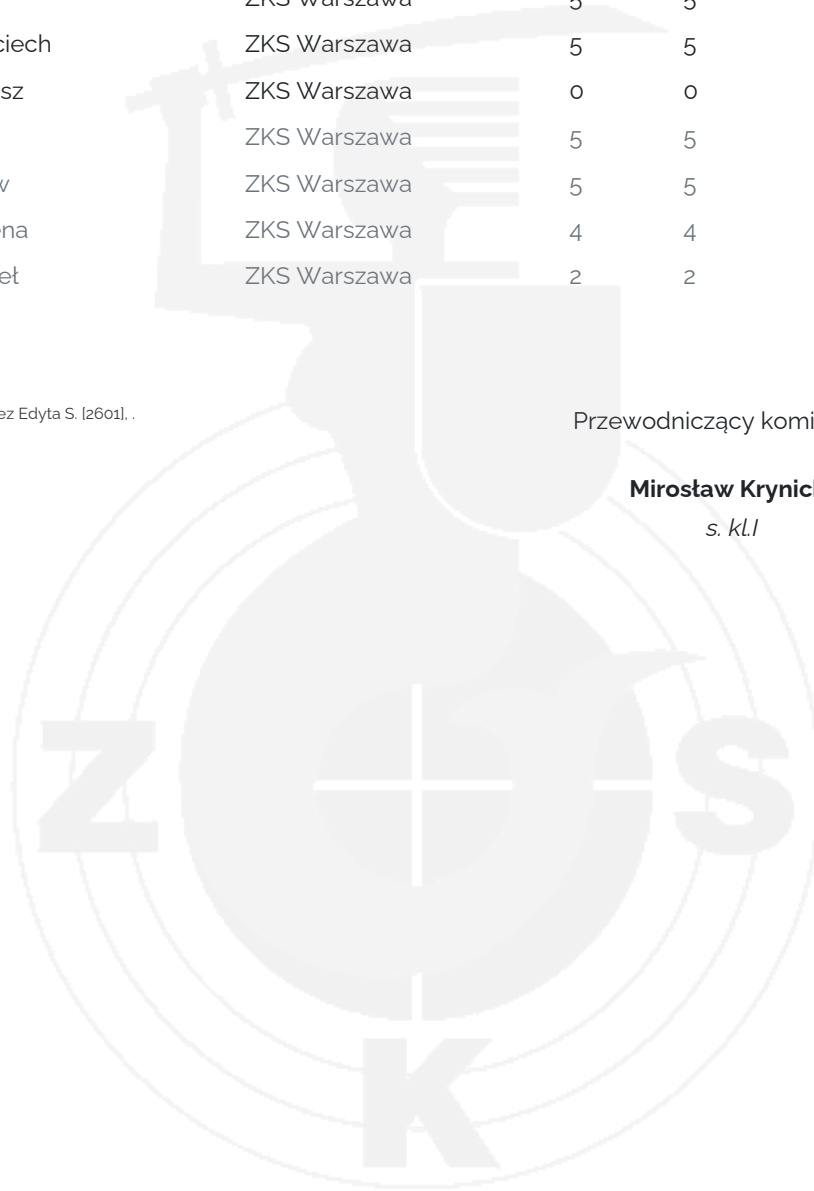 ZKS Warszawa 5 5
ciech ZKS Warszawa 5 5
sz ZKS Warszawa 0 0
ZKS Warszawa 5 5
w ZKS Warszawa 5 5
ena ZKS Warszawa 4 4
eł ZKS Warszawa 2 2
ez Edyta S. [2601], .
Przewodniczący komi
Mirosław Krynic
s. kl.I
Z S
K